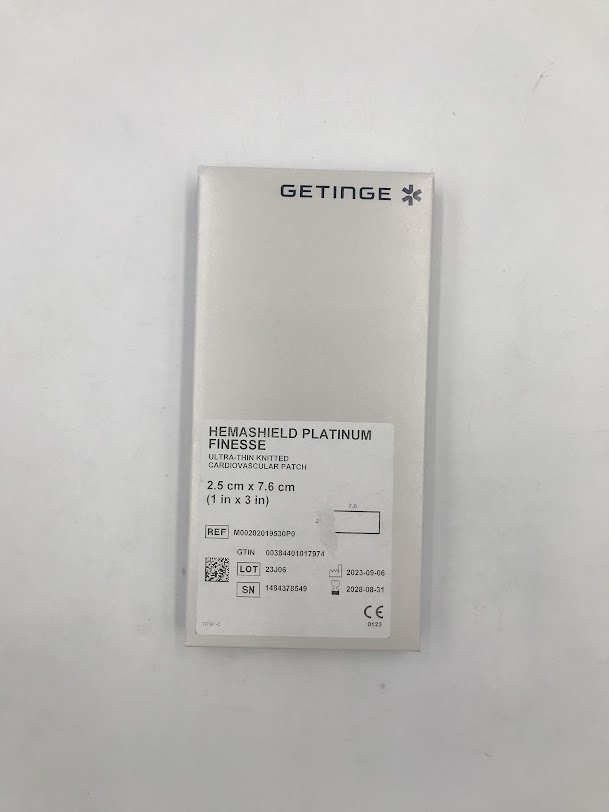 GETINGE
HEMASHIELD PLATINUM
FINESSE
ULTRA-THIN KNITTED
CARDIOVASCULAR PATCH
2.5 cm x 7.6 cm
(1 in x 3 in)
REF M00202019530P0
GTIN 00384401017974
LOT 23J06 2023-09-06
SN 1484378549 2028-08-31
CE
0123